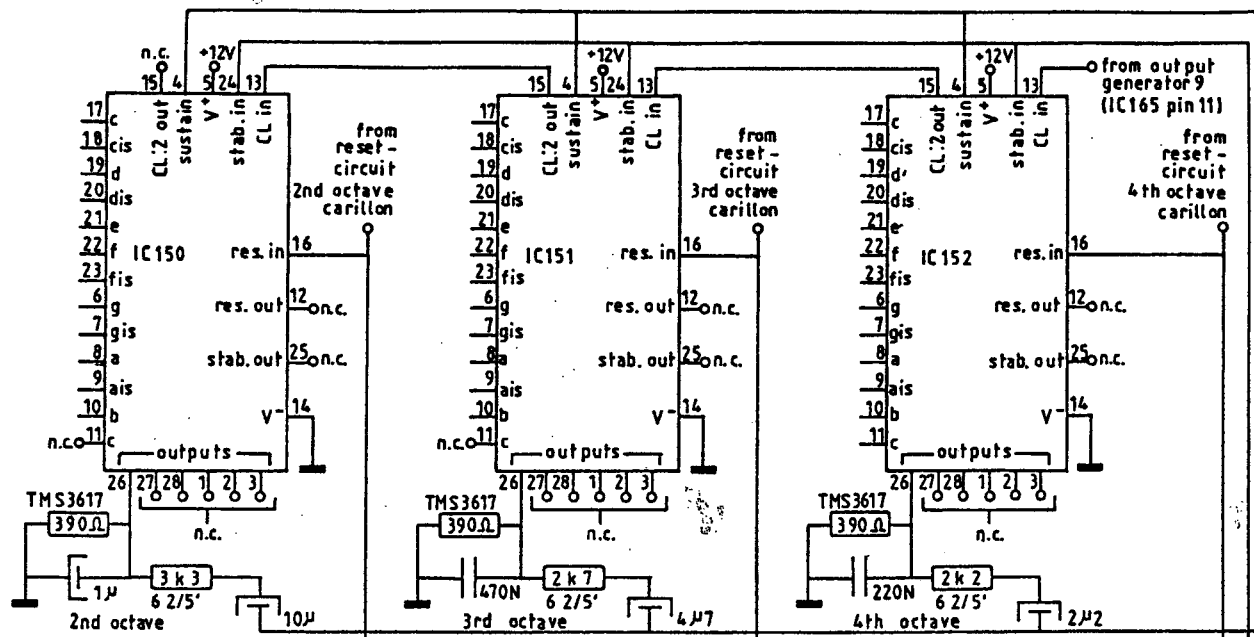 n.c.
+12V
15 4 5 24 13
CL:2 out
sustain
V+
stab.in
CL in
17 c
18 cis
19 d
20 dis
21 e
22 f
23 fis
6 g
7 gis
8 a
9 ais
10 b
n.c. 11 c
IC150
from
reset-
circuit
2nd octave
carillon
res.in 16
res.out 12 n.c.
stab.out 25 n.c.
V- 14
outputs
26 27 28 1 2 3
n.c.
TMS3617
390Ω
1µ
3k3
6 2/5'
10µ
2nd octave
+12V
15 4 5 24 13
CL:2 out
sustain
V+
stab.in
CL in
17 c
18 cis
19 d
20 dis
21 e
22 f
23 fis
6 g
7 gis
8 a
9 ais
10 b
n.c. 11 c
IC151
from
reset-
circuit
3rd octave
carillon
res.in 16
res.out 12 n.c.
stab.out 25 n.c.
V- 14
outputs
26 27 28 1 2 3
n.c.
TMS3617
390Ω
470N
2k7
6 2/5'
4µ7
3rd octave
+12V
15 4 5 24 13
CL:2 out
sustain
V+
stab.in
CL in
from output
generator 9
(IC165 pin 11)
17 c
18 cis
19 d
20 dis
21 e
22 f
23 fis
6 g
7 gis
8 a
9 ais
10 b
11 c
IC152
from
reset-
circuit
4th octave
carillon
res.in 16
res.out 12 n.c.
stab.out 25 n.c.
V- 14
outputs
26 27 28 1 2 3
n.c.
TMS3617
390Ω
220N
2k2
6 2/5'
2µ2
4th octave